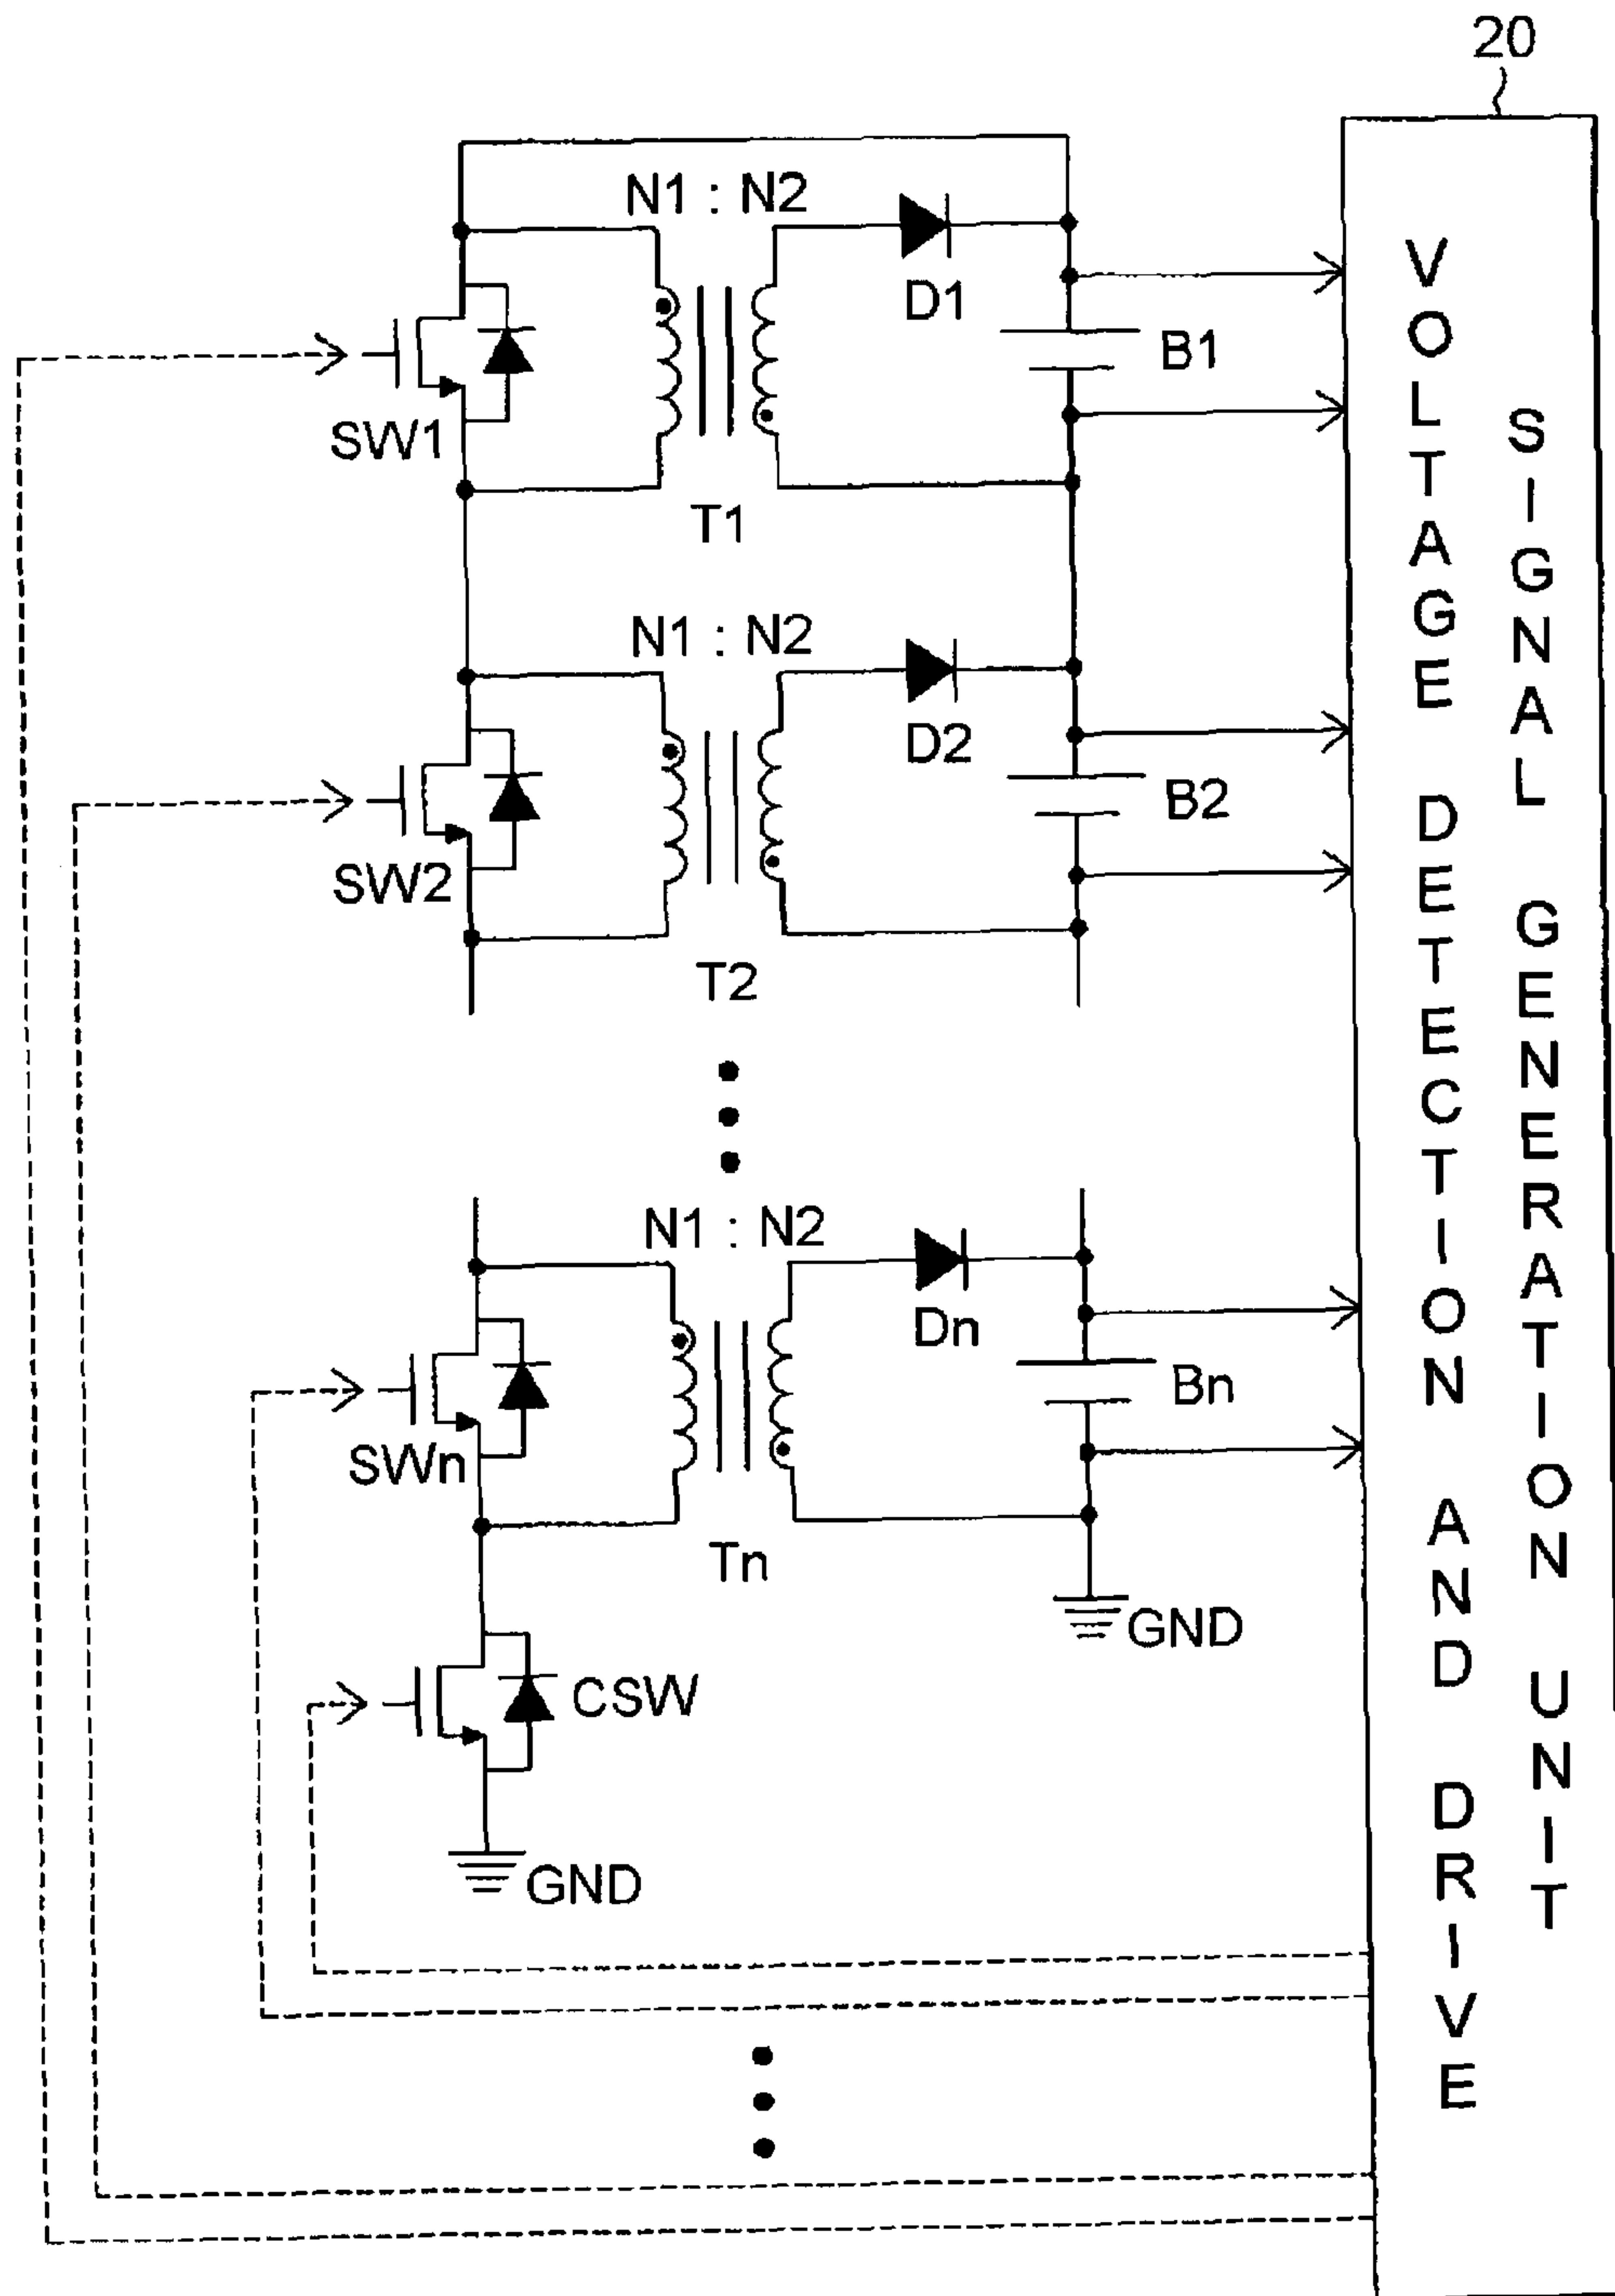 20
N1 : N2
D1
B1
SW1
T1
N1 : N2
D2
B2
SW2
T2
N1 : N2
Dn
Bn
SWn
Tn
GND
CSW
GND
VOLTAGE DETECTION AND DRIVE
SIGNAL GENERATION UNIT